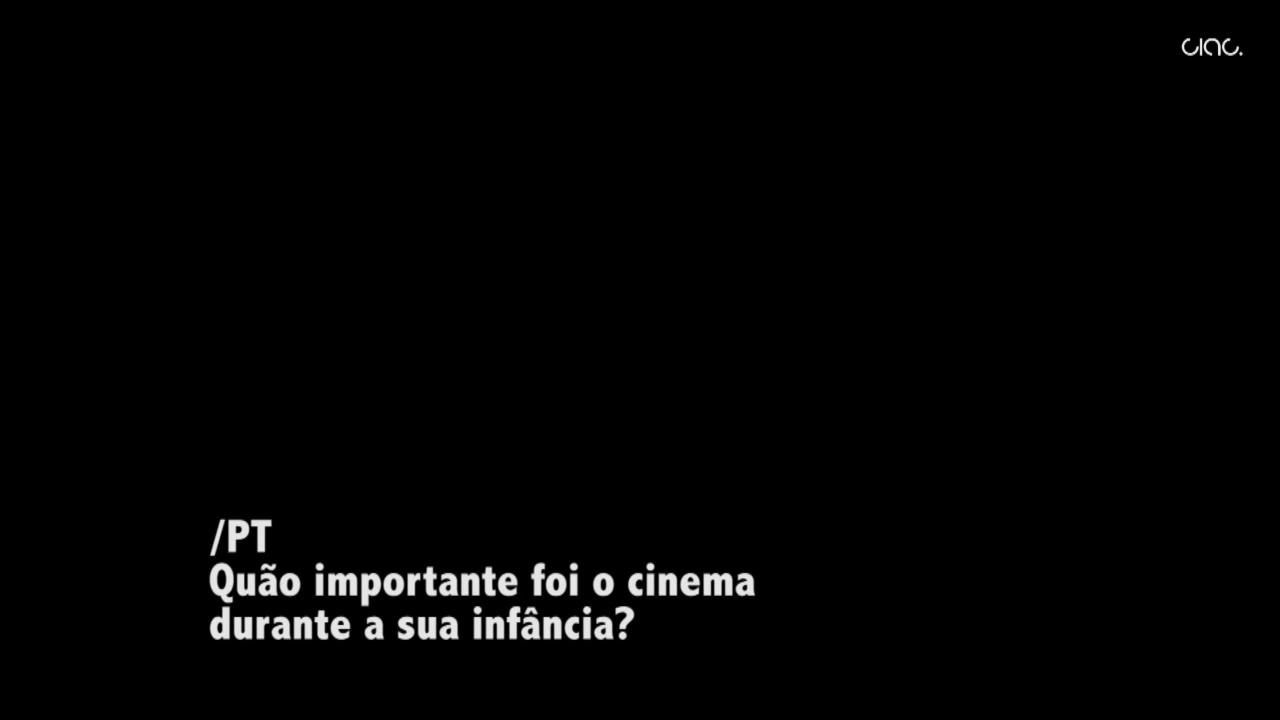 ciac.
/PT
Quão importante foi o cinema
durante a sua infância?